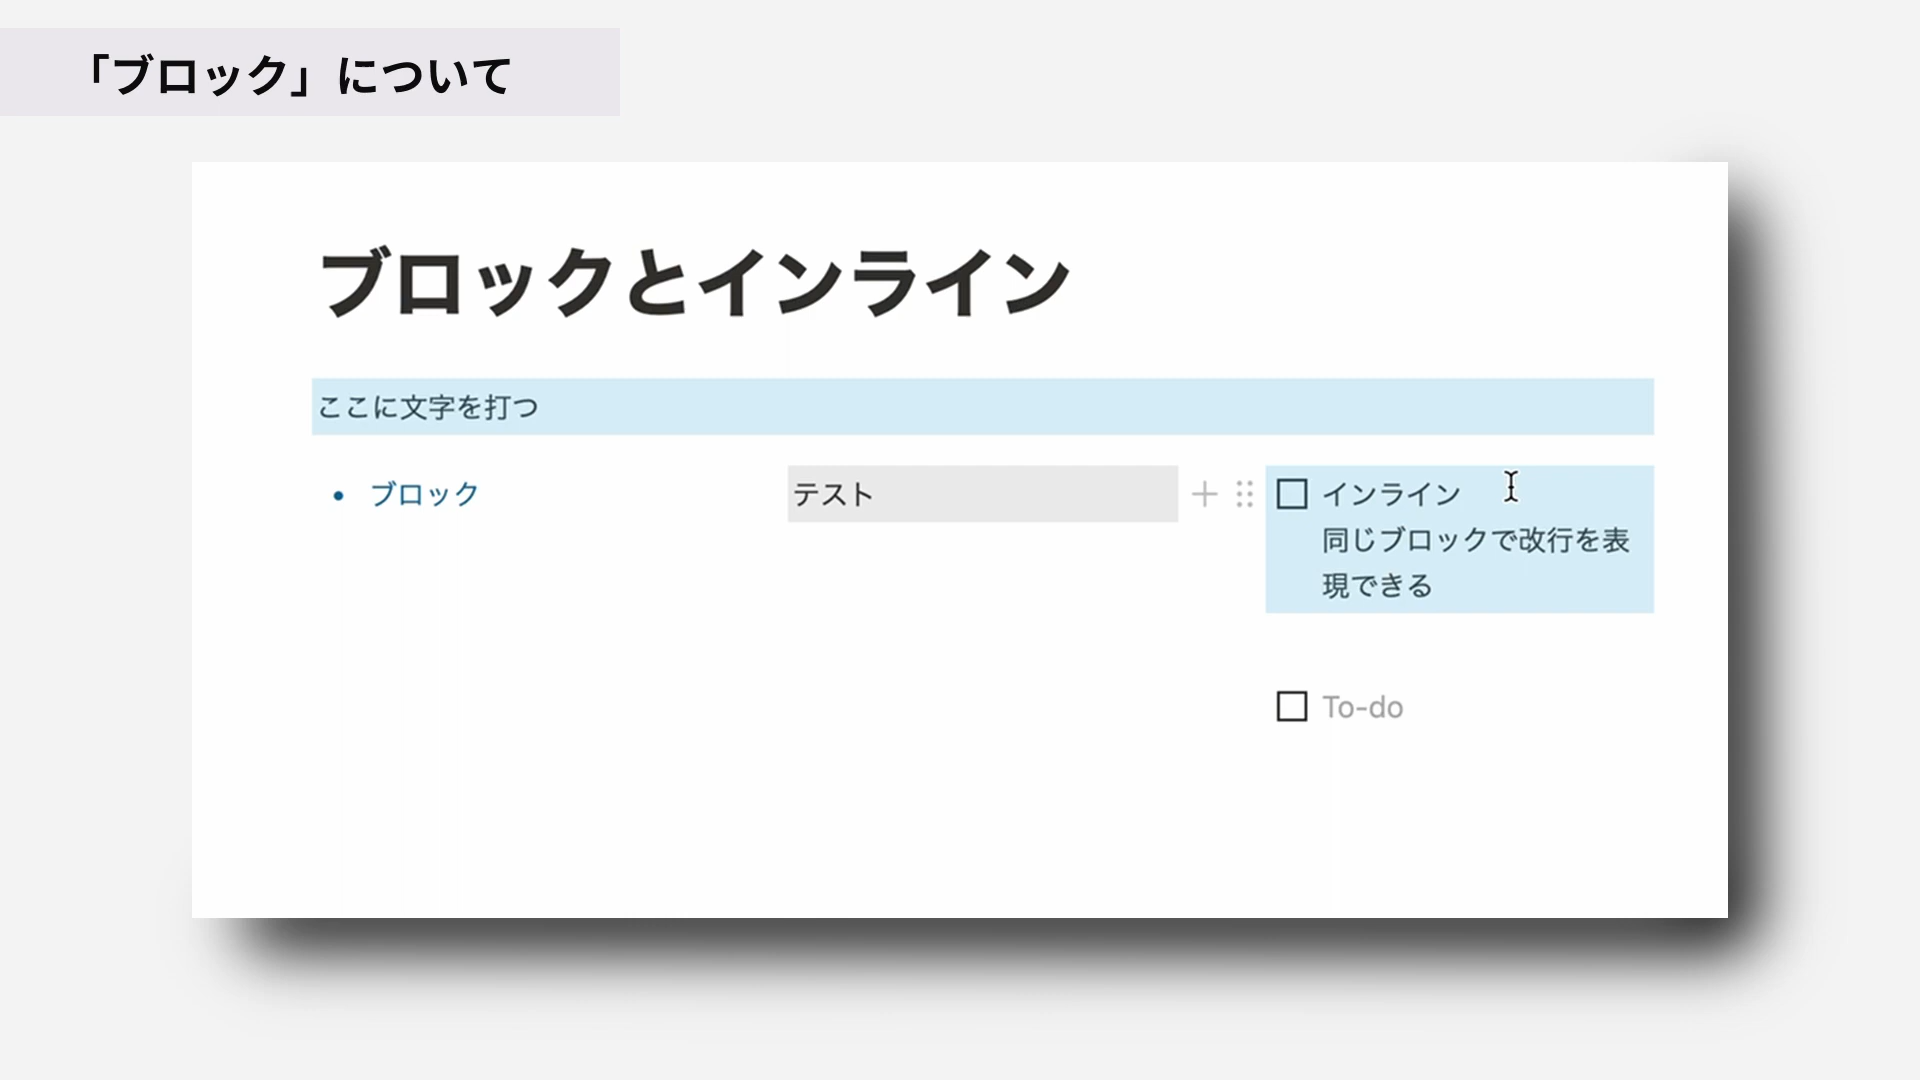 「ブロック」について
ブロックとインライン
ここに文字を打つ
• ブロック
テスト
インライン
同じブロックで改行を表
現できる
To-do